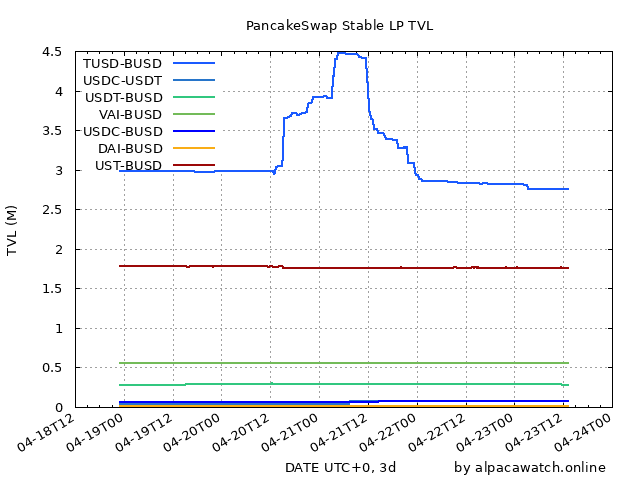 PancakeSwap Stable LP TVL
TUSD-BUSD
USDC-USDT
USDT-BUSD
VAI-BUSD
USDC-BUSD
DAI-BUSD
UST-BUSD
TVL (M)
4.5
4
3.5
3
2.5
2
1.5
1
0.5
0
04-18T12 04-19T00 04-19T12 04-20T00 04-20T12 04-21T00 04-21T12 04-22T00 04-22T12 04-23T00 04-23T12 04-24T00
DATE UTC+0, 3d by alpacawatch.online